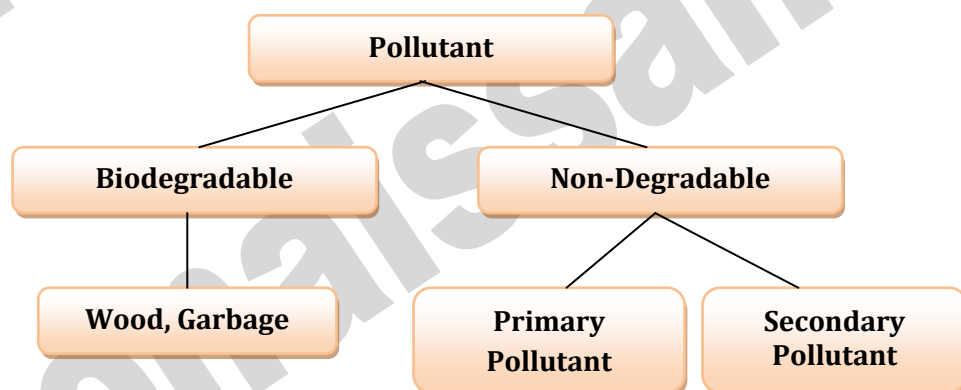 Pollutant
Biodegradable
Non-Degradable
Wood, Garbage
Primary
Pollutant
Secondary
Pollutant